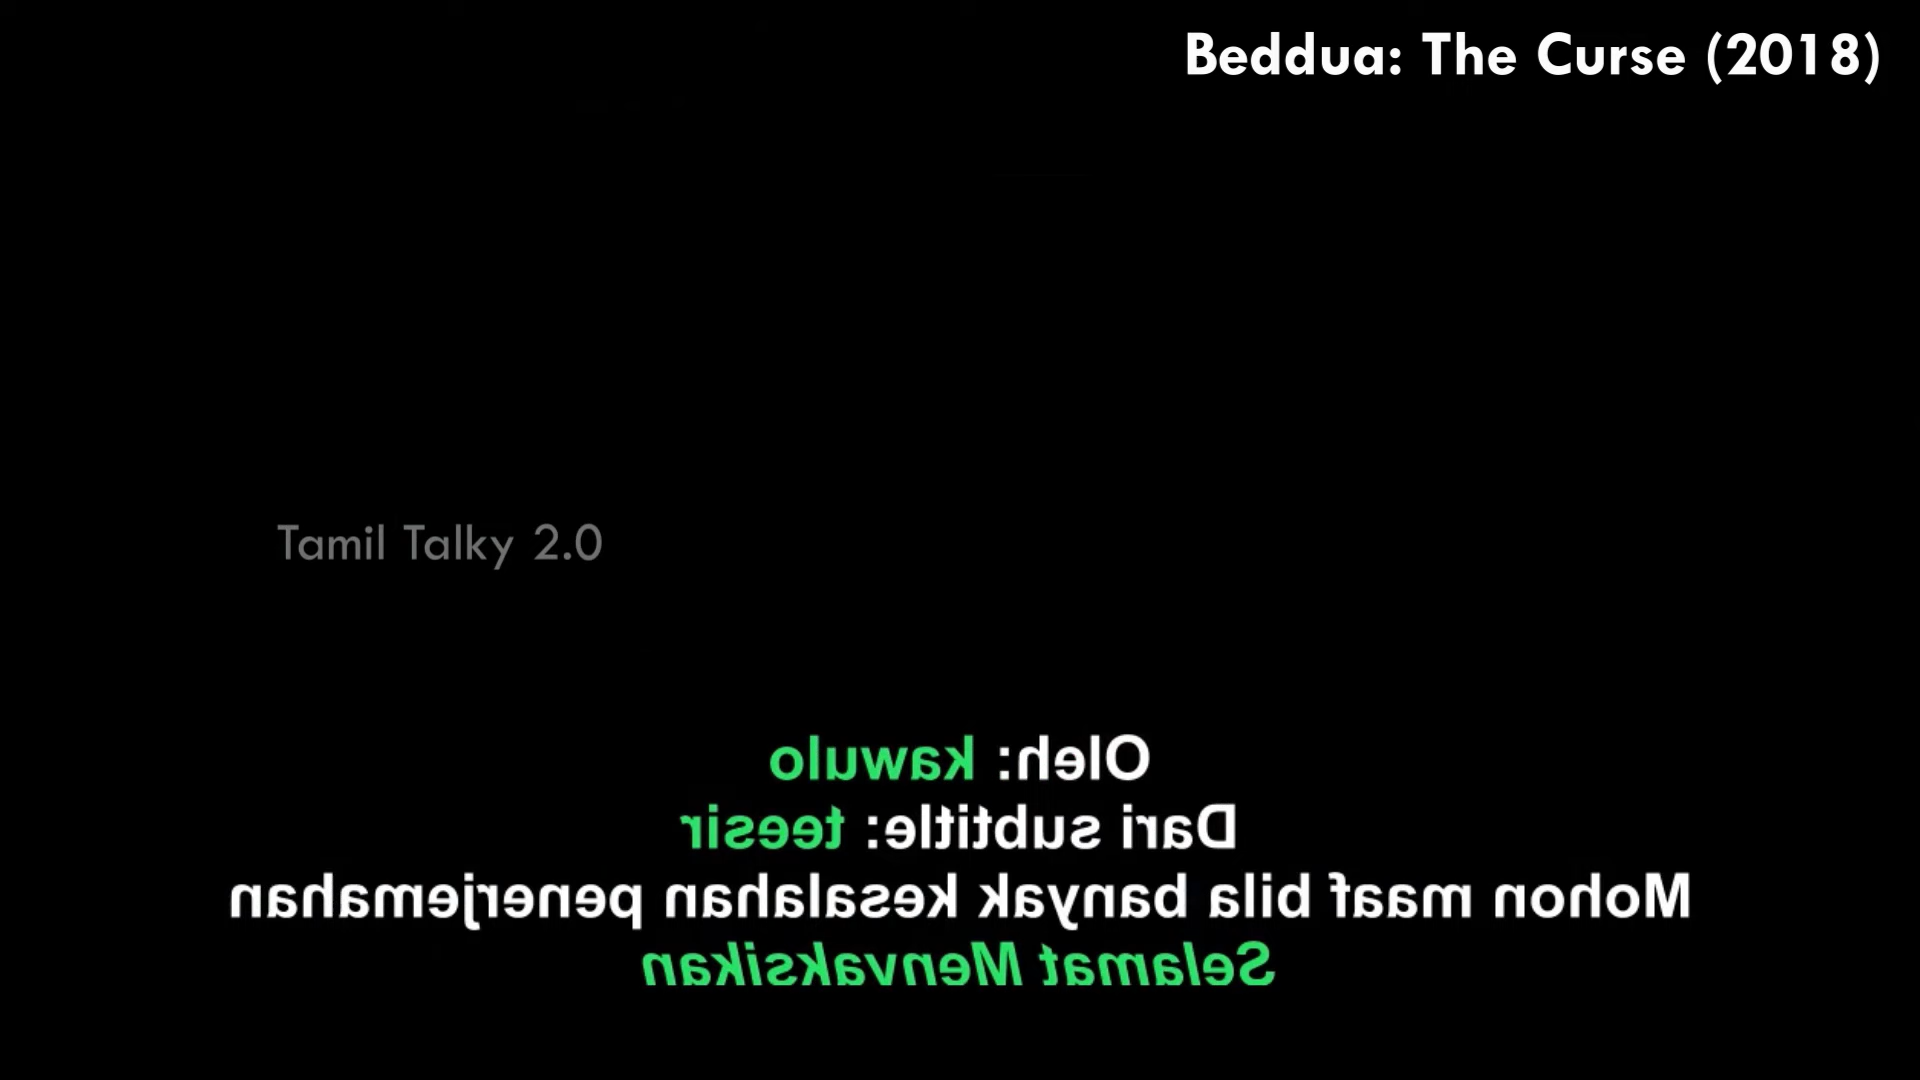 Beddua: The Curse (2018)
Tamil Talky 2.0
Oleh: kawulo
Dari subtitle: teesir
Mohon maaf bila banyak kesalahan penerjemahan
Selamat Menyaksikan